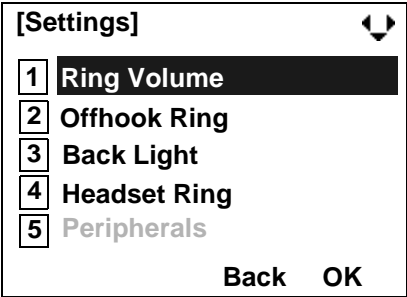 [Settings]
1 Ring Volume
2 Offhook Ring
3 Back Light
4 Headset Ring
5 Peripherals
Back OK